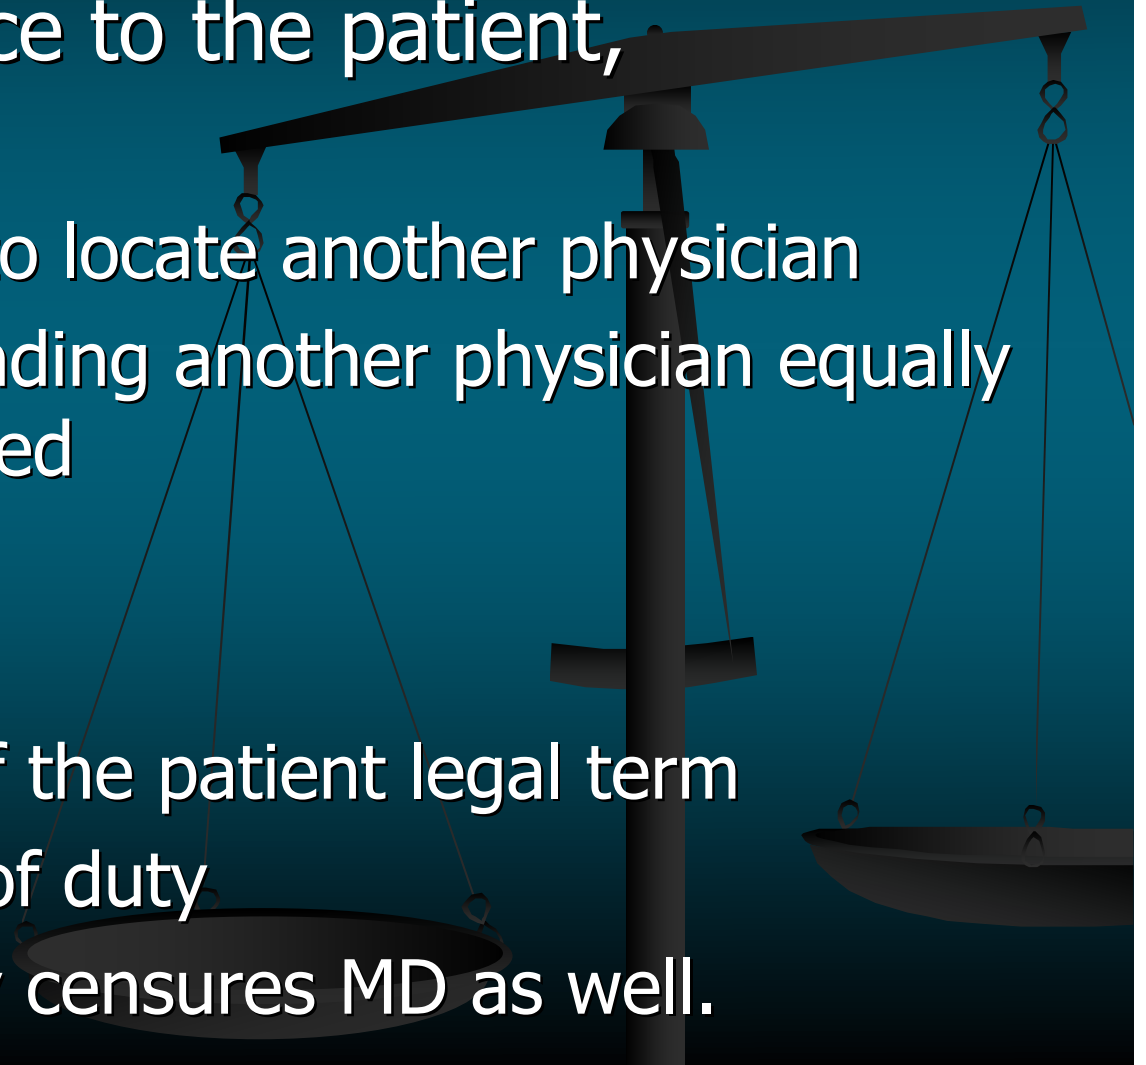 ce to the patient,
o locate another physician
nding another physician equally
ed
f the patient legal term
of duty
y censures MD as well.